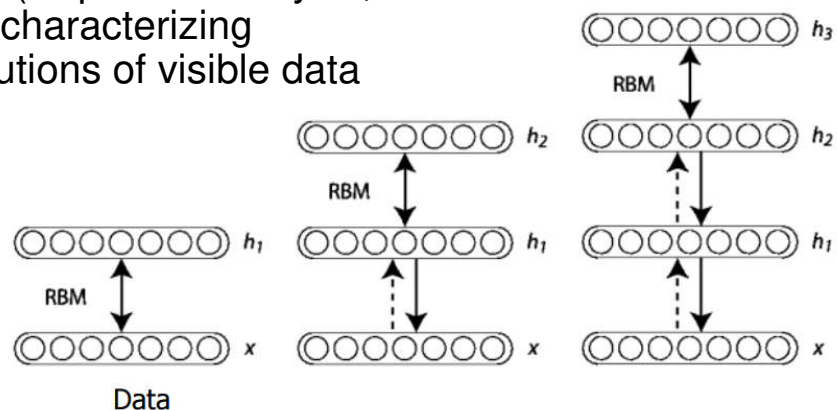 characterizing
utions of visible data
h3
RBM
h2
h2
RBM
h1
h1
h1
RBM
x
x
x
Data